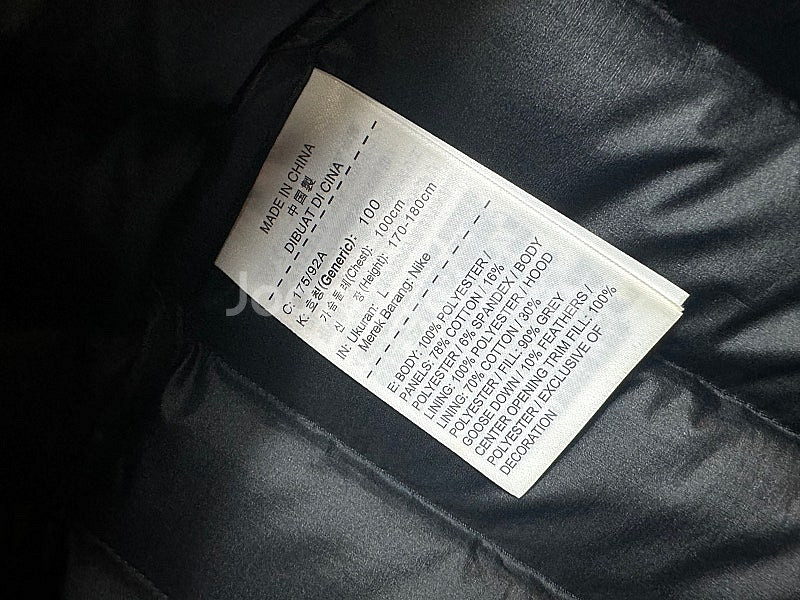 MADE IN CHINA
中国製
DIBUAT DI CINA
C: 175/92A
K: 호칭(Generic): 100
가슴둘레(Chest): 100cm
신 장(Height): 170-180cm
IN: Ukuran: L
Merek Barang: Nike
E: BODY: 100% POLYESTER /
PANELS: 78% COTTON / 16%
POLYESTER / 6% SPANDEX / BODY
LINING: 100% POLYESTER / HOOD
LINING: 70% COTTON / 30%
POLYESTER / FILL: 90% GREY
GOOSE DOWN / 10% FEATHERS /
CENTER OPENING TRIM FILL: 100%
POLYESTER / EXCLUSIVE OF
DECORATION